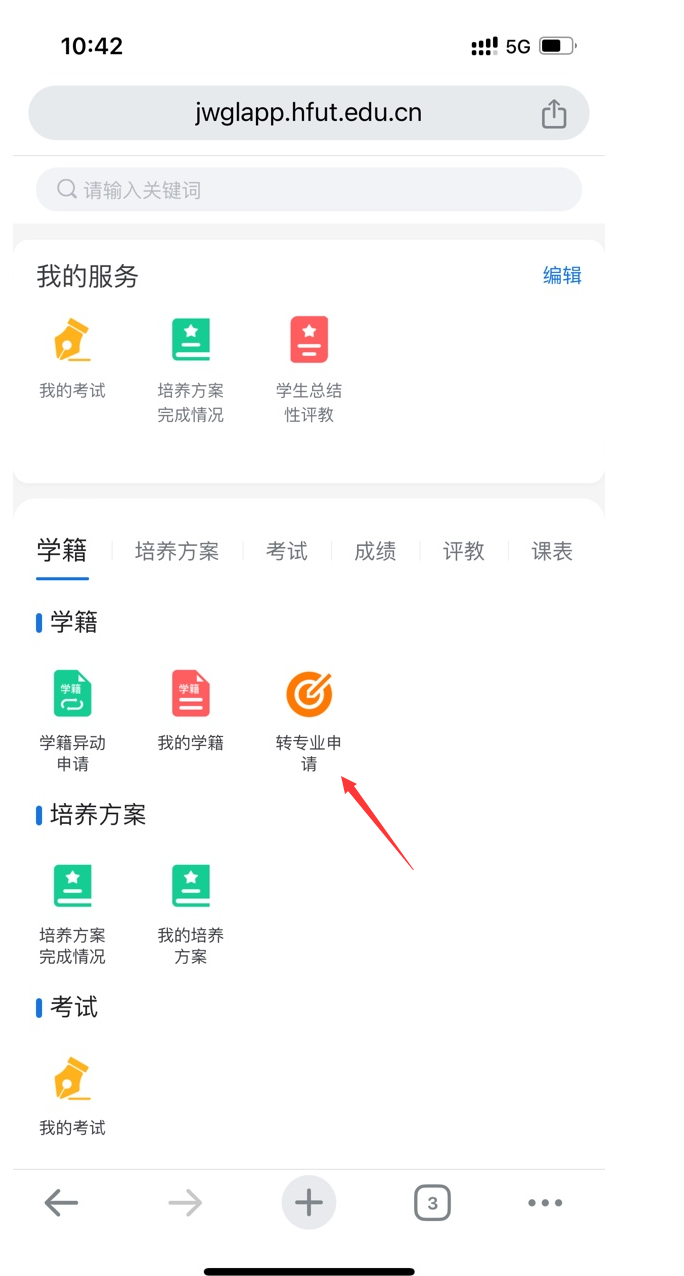 10:42
5G
jwglapp.hfut.edu.cn
请输入关键词
我的服务
编辑
我的考试
培养方案
完成情况
学生总结
性评教
学籍
培养方案
考试
成绩
评教
课表
学籍
学籍
学籍异动
申请
学籍
我的学籍
转专业申
请
培养方案
培养方案
完成情况
我的培养
方案
考试
我的考试
3